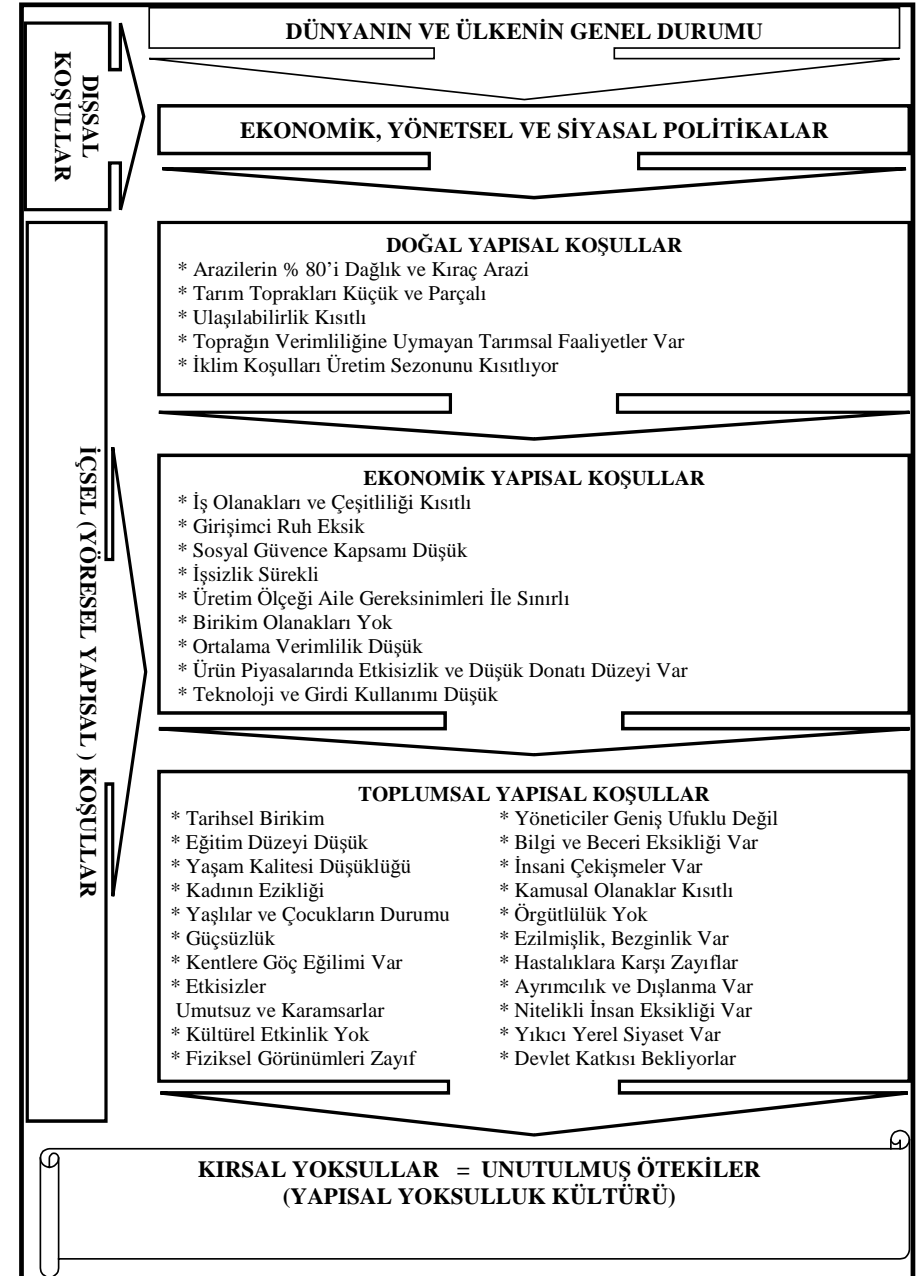 DÜNYANIN VE ÜLKENİN GENEL DURUMU
DIŞSAL
KOŞULLAR
EKONOMİK, YÖNETSEL VE SİYASAL POLİTİKALAR
İÇSEL (YÖRESEL YAPISAL ) KOŞULLAR
DOĞAL YAPISAL KOŞULLAR
* Arazilerin % 80’i Dağlık ve Kıraç Arazi
* Tarım Toprakları Küçük ve Parçalı
* Ulaşılabilirlik Kısıtlı
* Toprağın Verimliliğine Uymayan Tarımsal Faaliyetler Var
* İklim Koşulları Üretim Sezonunu Kısıtlıyor
EKONOMİK YAPISAL KOŞULLAR
* İş Olanakları ve Çeşitliliği Kısıtlı
* Girişimci Ruh Eksik
* Sosyal Güvence Kapsamı Düşük
* İşsizlik Sürekli
* Üretim Ölçeği Aile Gereksinimleri İle Sınırlı
* Birikim Olanakları Yok
* Ortalama Verimlilik Düşük
* Ürün Piyasalarında Etkisizlik ve Düşük Donatı Düzeyi Var
* Teknoloji ve Girdi Kullanımı Düşük
TOPLUMSAL YAPISAL KOŞULLAR
* Tarihsel Birikim
* Eğitim Düzeyi Düşük
* Yaşam Kalitesi Düşüklüğü
* Kadının Ezikliği
* Yaşlılar ve Çocukların Durumu
* Güçsüzlük
* Kentlere Göç Eğilimi Var
* Etkisizler
Umutsuz ve Karamsarlar
* Kültürel Etkinlik Yok
* Fiziksel Görünümleri Zayıf
* Yöneticiler Geniş Ufuklu Değil
* Bilgi ve Beceri Eksikliği Var
* İnsani Çekişmeler Var
* Kamusal Olanaklar Kısıtlı
* Örgütlülük Yok
* Ezilmişlik, Bezginlik Var
* Hastalıklara Karşı Zayıflar
* Ayrımcılık ve Dışlanma Var
* Nitelikli İnsan Eksikliği Var
* Yıkıcı Yerel Siyaset Var
* Devlet Katkısı Bekliyorlar
KIRSAL YOKSULLAR = UNUTULMUŞ ÖTEKİLER
(YAPISAL YOKSULLUK KÜLTÜRÜ)